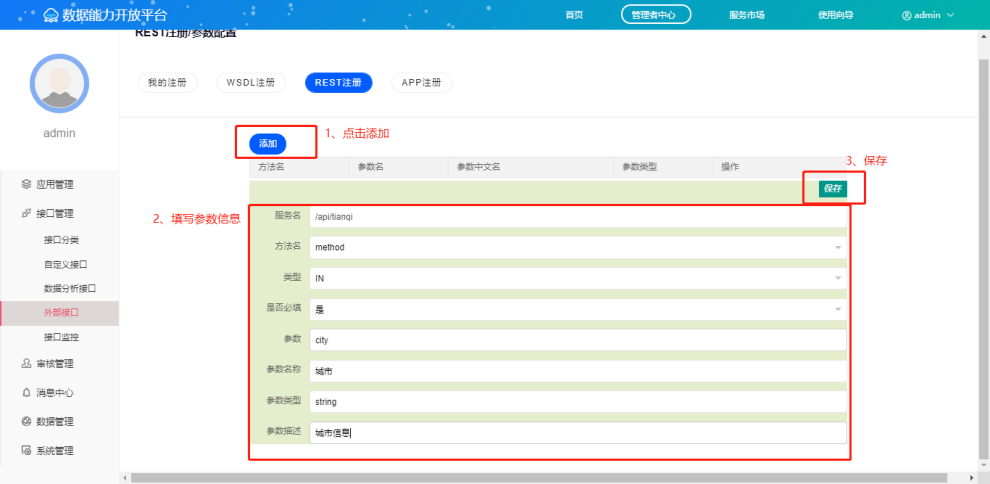 数据能力开放平台
首页
管理者中心
服务市场
使用向导
admin
REST注册/参数配置
我的注册
WSDL注册
REST注册
APP注册
admin
添加
1、点击添加
方法名
参数名
参数中文名
参数类型
操作
3、保存
保存
2、填写参数信息
服务名
/api/tianqi
方法名
method
类型
IN
是否必填
是
参数
city
参数名称
城市
参数类型
string
参数描述
城市信息
应用管理
接口管理
接口分类
自定义接口
数据分析接口
外部接口
接口监控
审核管理
消息中心
数据管理
系统管理